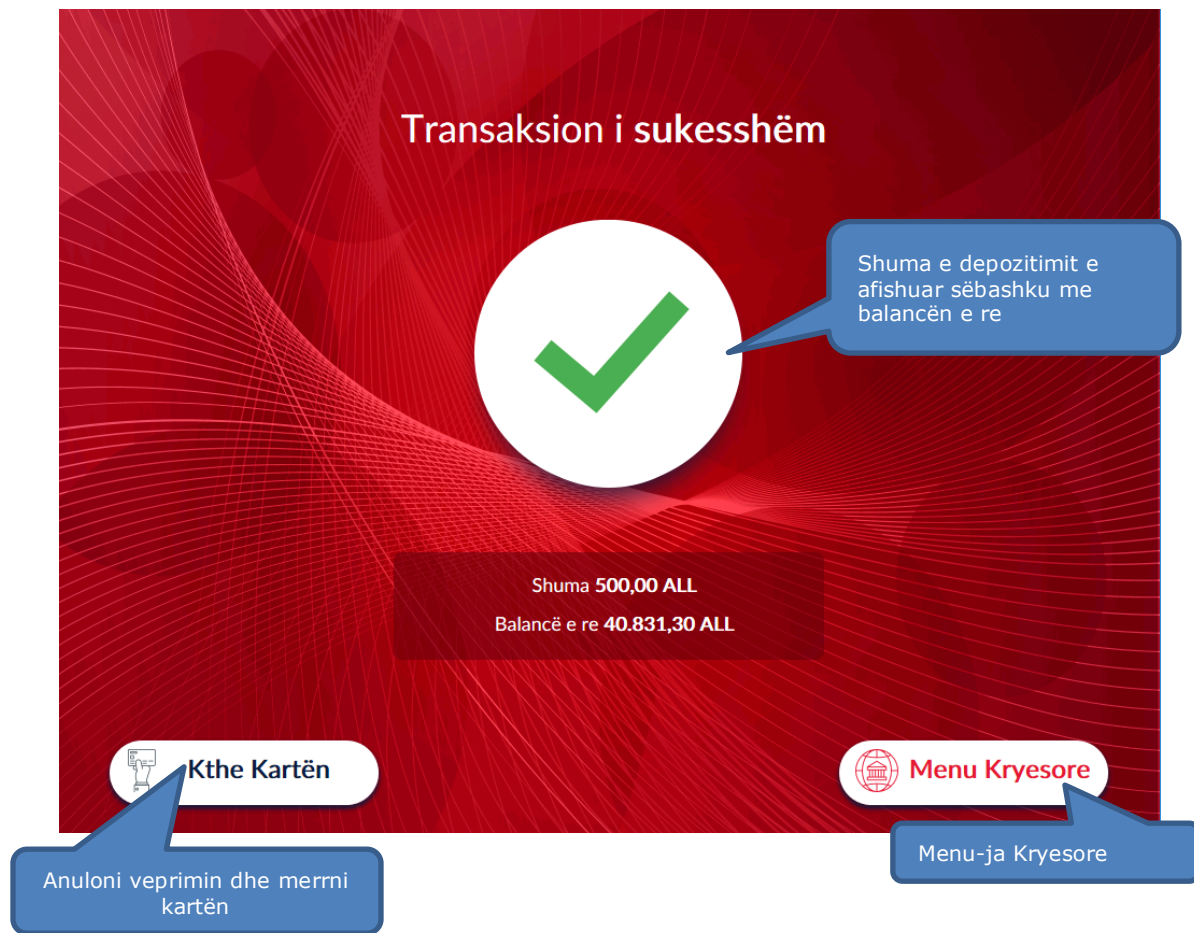 Transaksion i sukesshëm
Shuma e depozitimit e
afishuar sëbashku me
balancën e re
Shuma 500,00 ALL
Balancë e re 40.831,30 ALL
Kthe Kartën
Menu Kryesore
Menu-ja Kryesore
Anuloni veprimin dhe merrni
kartën